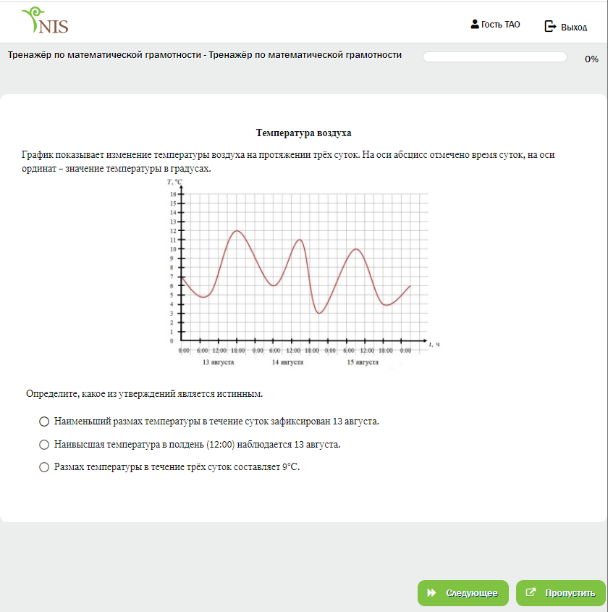 NIS
Гость ТАО
Выход
Тренажёр по математической грамотности - Тренажёр по математической грамотности
0%
Температура воздуха
График показывает изменение температуры воздуха на протяжении трёх суток. На оси абсцисс отмечено время суток, на оси
ординат – значение температуры в градусах.
T, °C
16
15
14
13
12
11
10
9
8
7
6
5
4
3
2
1
0
t, ч
0:00 6:00 12:00 18:00 0:00 6:00 12:00 18:00 0:00 6:00 12:00 18:00 0:00
13 августа 14 августа 15 августа
Определите, какое из утверждений является истинным.
Наименьший размах температуры в течение суток зафиксирован 13 августа.
Наивысшая температура в полдень (12:00) наблюдается 13 августа.
Размах температуры в течение трёх суток составляет 9°С.
Следующее
Пропустить